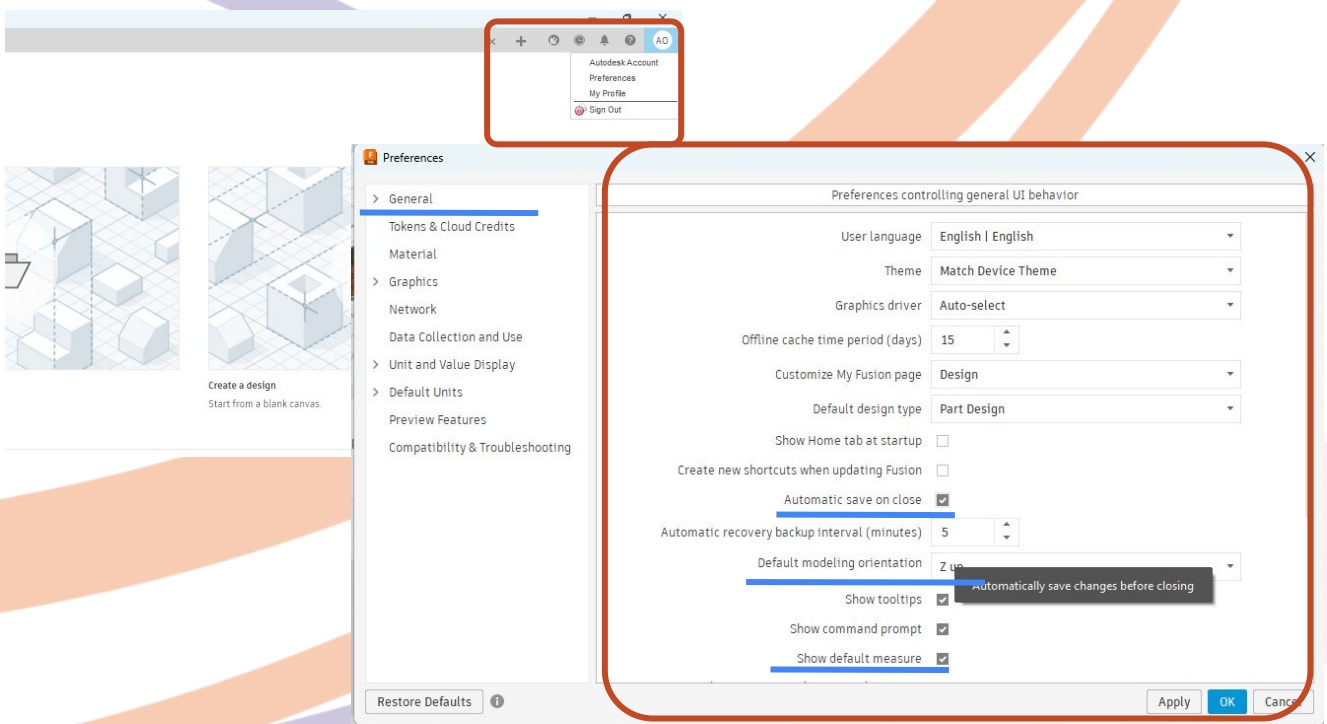 AO
Autodesk Account
Preferences
My Profile
Sign Out
Preferences
General
Tokens & Cloud Credits
Material
Graphics
Network
Data Collection and Use
Unit and Value Display
Default Units
Preview Features
Compatibility & Troubleshooting
Preferences controlling general UI behavior
User language English | English
Theme Match Device Theme
Graphics driver Auto-select
Offline cache time period (days) 15
Customize My Fusion page Design
Default design type Part Design
Show Home tab at startup
Create new shortcuts when updating Fusion
Automatic save on close
Automatic recovery backup interval (minutes) 5
Default modeling orientation Z up
Automatically save changes before closing
Show tooltips
Show command prompt
Show default measure
Restore Defaults
Apply OK Cancel
Create a design
Start from a blank canvas.